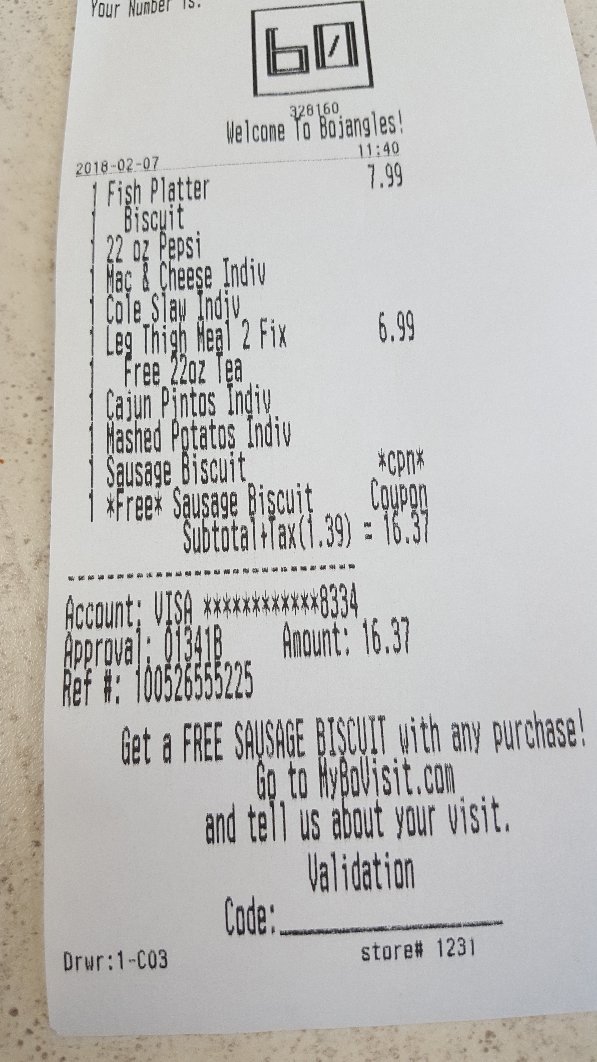 Your Number Is:
60
328160
Welcome To Bojangles!
2018-02-07 11:40
1 Fish Platter 7.99
1 Biscuit
1 22 oz Pepsi
1 Mac & Cheese Indiv
1 Cole Slaw Indiv
1 Leg Thigh Meal 2 Fix 6.99
1 Free 22oz Tea
1 Cajun Pintos Indiv
1 Mashed Potatos Indiv
1 Sausage Biscuit *cpn*
1 *Free* Sausage Biscuit Coupon
Subtotal+Tax(1.39) = 16.37
Account: VISA ************8334
Approval: 01341B Amount: 16.37
Ref #: 100526555225
Get a FREE SAUSAGE BISCUIT with any purchase!
Go to MyBoVisit.com
and tell us about your visit.
Validation
Code:
Drwr:1-C03 store# 1231